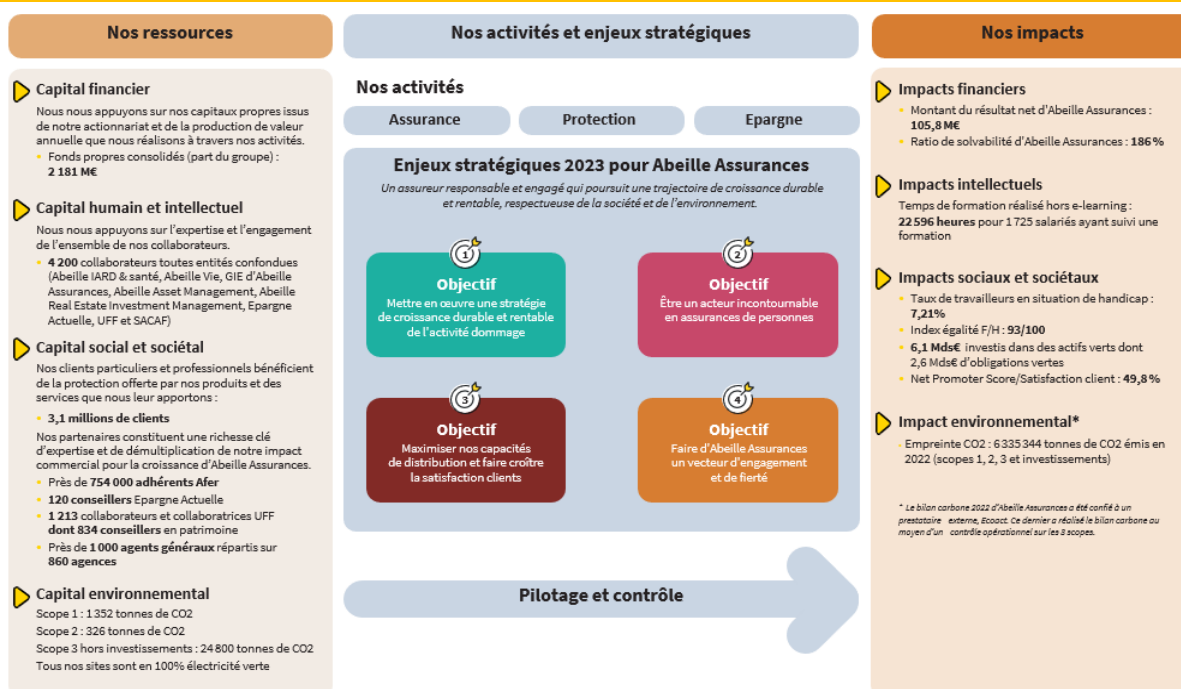 Nos ressources
Capital financier
Nous nous appuyons sur nos capitaux propres issus
de notre actionnariat et de la production de valeur
annuelle que nous réalisons à travers nos activités.
• Fonds propres consolidés (part du groupe) :
2 181 M€
Capital humain et intellectuel
Nous nous appuyons sur l'expertise et l'engagement
de l'ensemble de nos collaborateurs.
• 4 200 collaborateurs toutes entités confondues
(Abeille IARD & santé, Abeille Vie, GIE d'Abeille
Assurances, Abeille Asset Management, Abeille
Real Estate Investment Management, Epargne
Actuelle, UFF et SACAF)
Capital social et sociétal
Nos clients particuliers et professionnels bénéficient
de la protection offerte par nos produits et des
services que nous leur apportons :
• 3,1 millions de clients
Nos partenaires constituent une richesse clé
d'expertise et de démultiplication de notre impact
commercial pour la croissance d'Abeille Assurances.
• Près de 754 000 adhérents Afer
• 120 conseillers Epargne Actuelle
• 1 213 collaborateurs et collaboratrices UFF
dont 834 conseillers en patrimoine
• Près de 1 000 agents généraux répartis sur
860 agences
Capital environnemental
Scope 1 : 1 352 tonnes de CO2
Scope 2 : 326 tonnes de CO2
Scope 3 hors investissements : 24 800 tonnes de CO2
Tous nos sites sont en 100% électricité verte
Nos activités et enjeux stratégiques
Nos activités
Assurance
Protection
Epargne
Enjeux stratégiques 2023 pour Abeille Assurances
Un assureur responsable et engagé qui poursuit une trajectoire de croissance durable
et rentable, respectueuse de la société et de l'environnement.
1
Objectif
Mettre en œuvre une stratégie
de croissance durable et rentable
de l'activité dommage
2
Objectif
Être un acteur incontournable
en assurances de personnes
3
Objectif
Maximiser nos capacités
de distribution et faire croître
la satisfaction clients
4
Objectif
Faire d'Abeille Assurances
un vecteur d'engagement
et de fierté
Pilotage et contrôle
Nos impacts
Impacts financiers
• Montant du résultat net d'Abeille Assurances :
105,8 M€
• Ratio de solvabilité d'Abeille Assurances : 186 %
Impacts intellectuels
Temps de formation réalisé hors e-learning :
22 596 heures pour 1 725 salariés ayant suivi une
formation
Impacts sociaux et sociétaux
• Taux de travailleurs en situation de handicap :
7,21%
• Index égalité F/H : 93/100
• 6,1 Mds€ investis dans des actifs verts dont
2,6 Mds€ d'obligations vertes
• Net Promoter Score/Satisfaction client : 49,8 %
Impact environnemental*
• Empreinte CO2 : 6 335 344 tonnes de CO2 émis en
2022 (scopes 1, 2, 3 et investissements)
* Le bilan carbone 2022 d'Abeille Assurances a été confié à un
prestataire externe, Ecoact. Ce dernier a réalisé le bilan carbone au
moyen d'un contrôle opérationnel sur les 3 scopes.